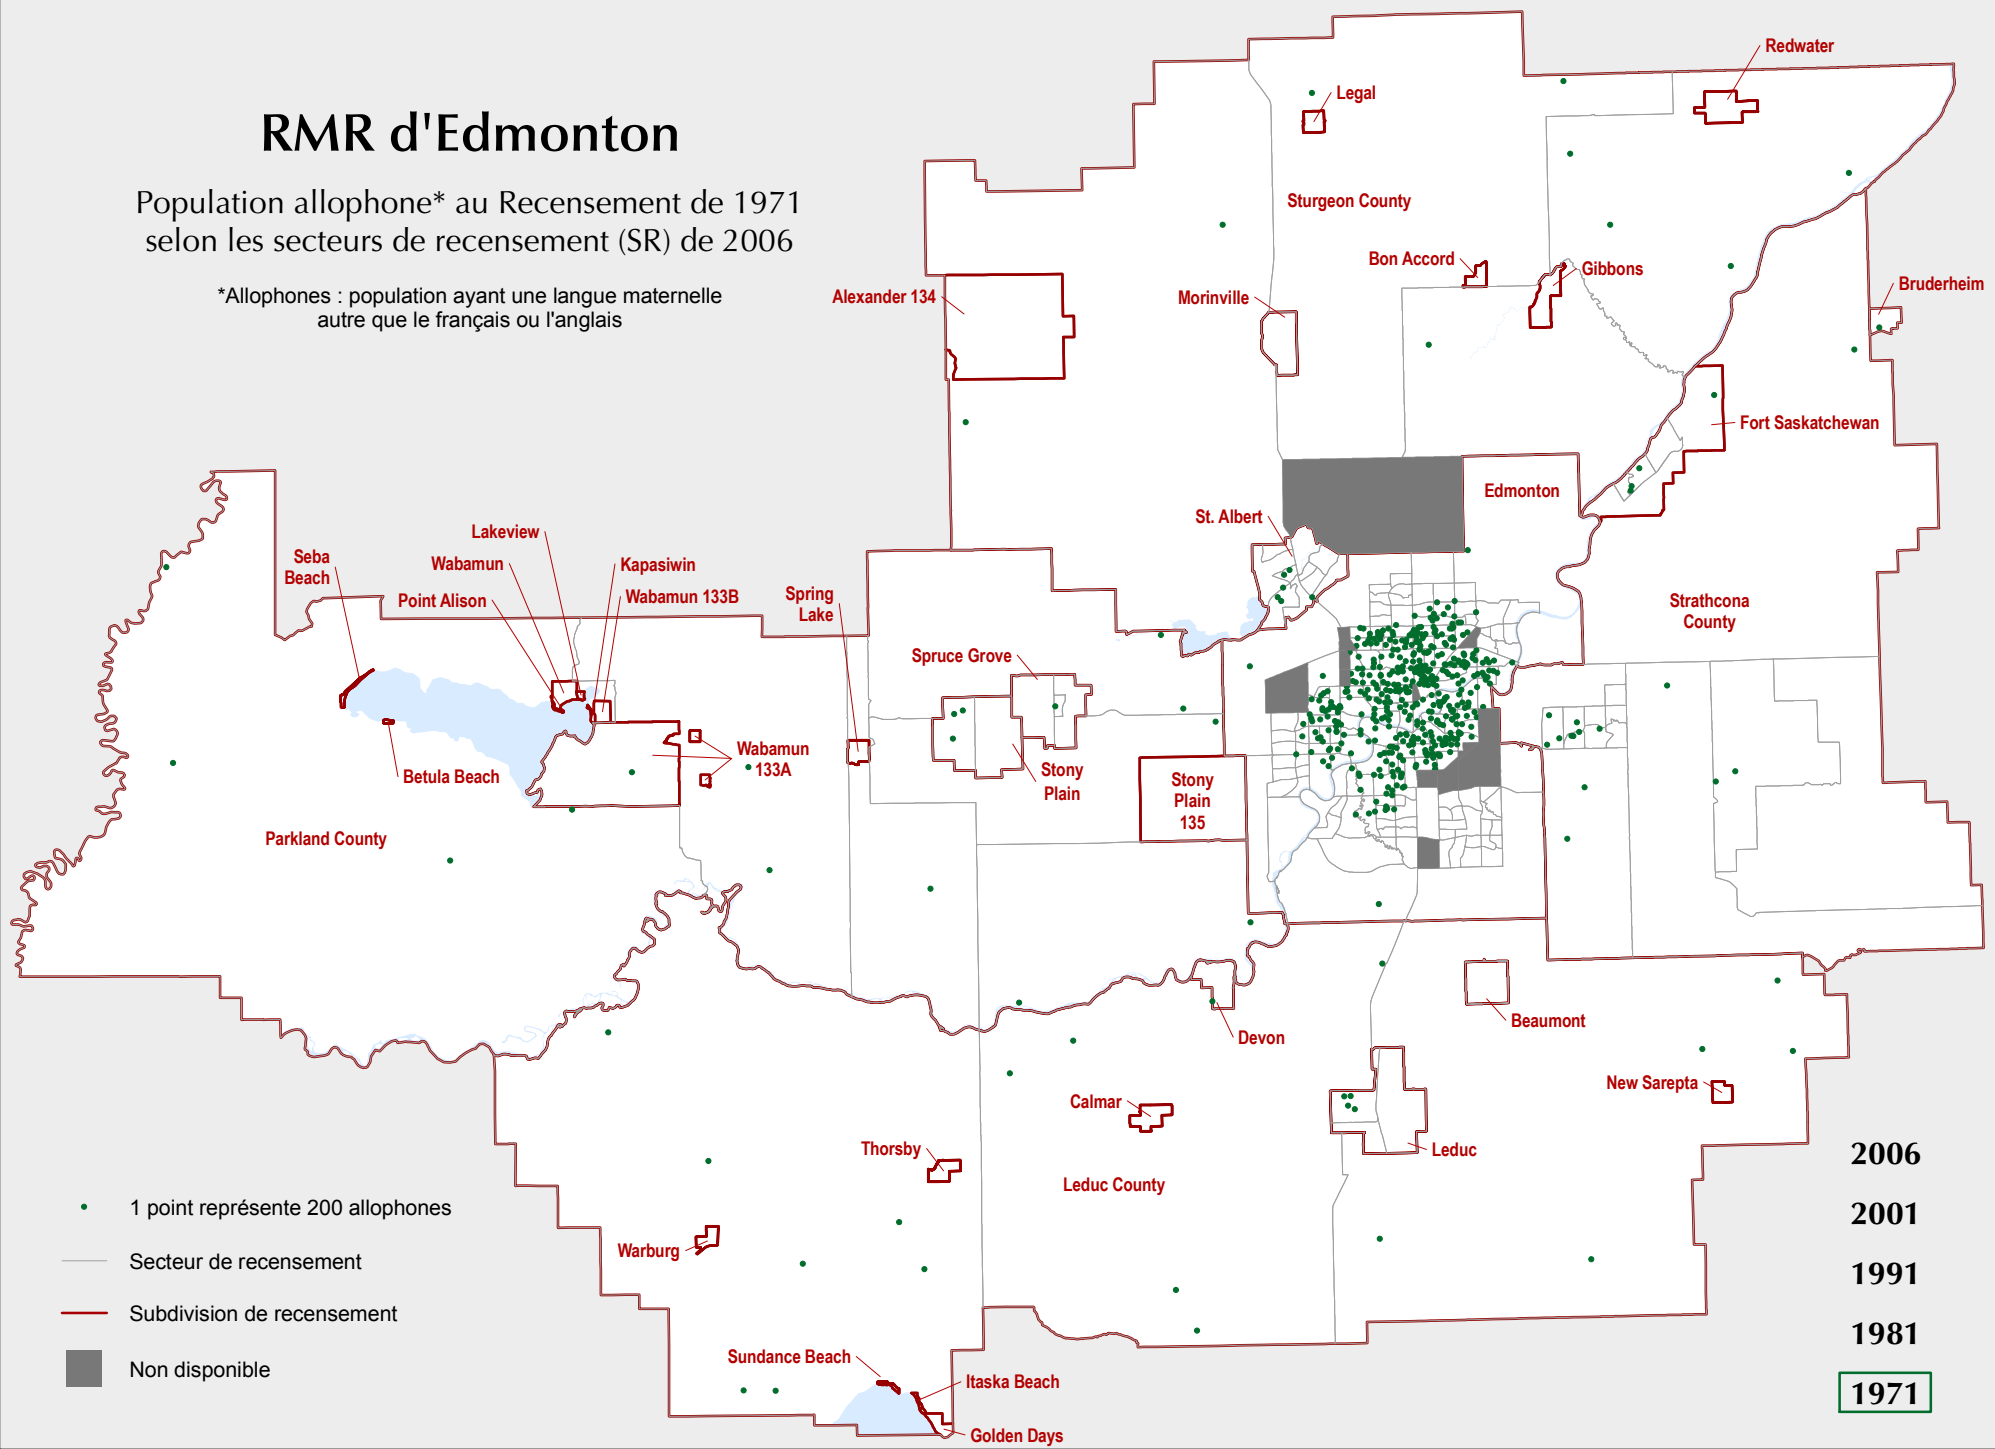 RMR d'Edmonton
Population allophone* au Recensement de 1971
selon les secteurs de recensement (SR) de 2006
*Allophones : population ayant une langue maternelle
autre que le français ou l'anglais
Redwater
Legal
Sturgeon County
Bon Accord
Gibbons
Bruderheim
Alexander 134
Morinville
Fort Saskatchewan
Edmonton
St. Albert
Lakeview
Seba
Beach
Wabamun
Kapasiwin
Point Alison
Wabamun 133B
Spring
Lake
Strathcona
County
Spruce Grove
Wabamun
133A
Betula Beach
Stony
Plain
Stony
Plain
135
Parkland County
Beaumont
Devon
New Sarepta
Calmar
Thorsby
Leduc
Leduc County
Warburg
Sundance Beach
Itaska Beach
Golden Days
1 point représente 200 allophones
Secteur de recensement
Subdivision de recensement
Non disponible
2006
2001
1991
1981
1971